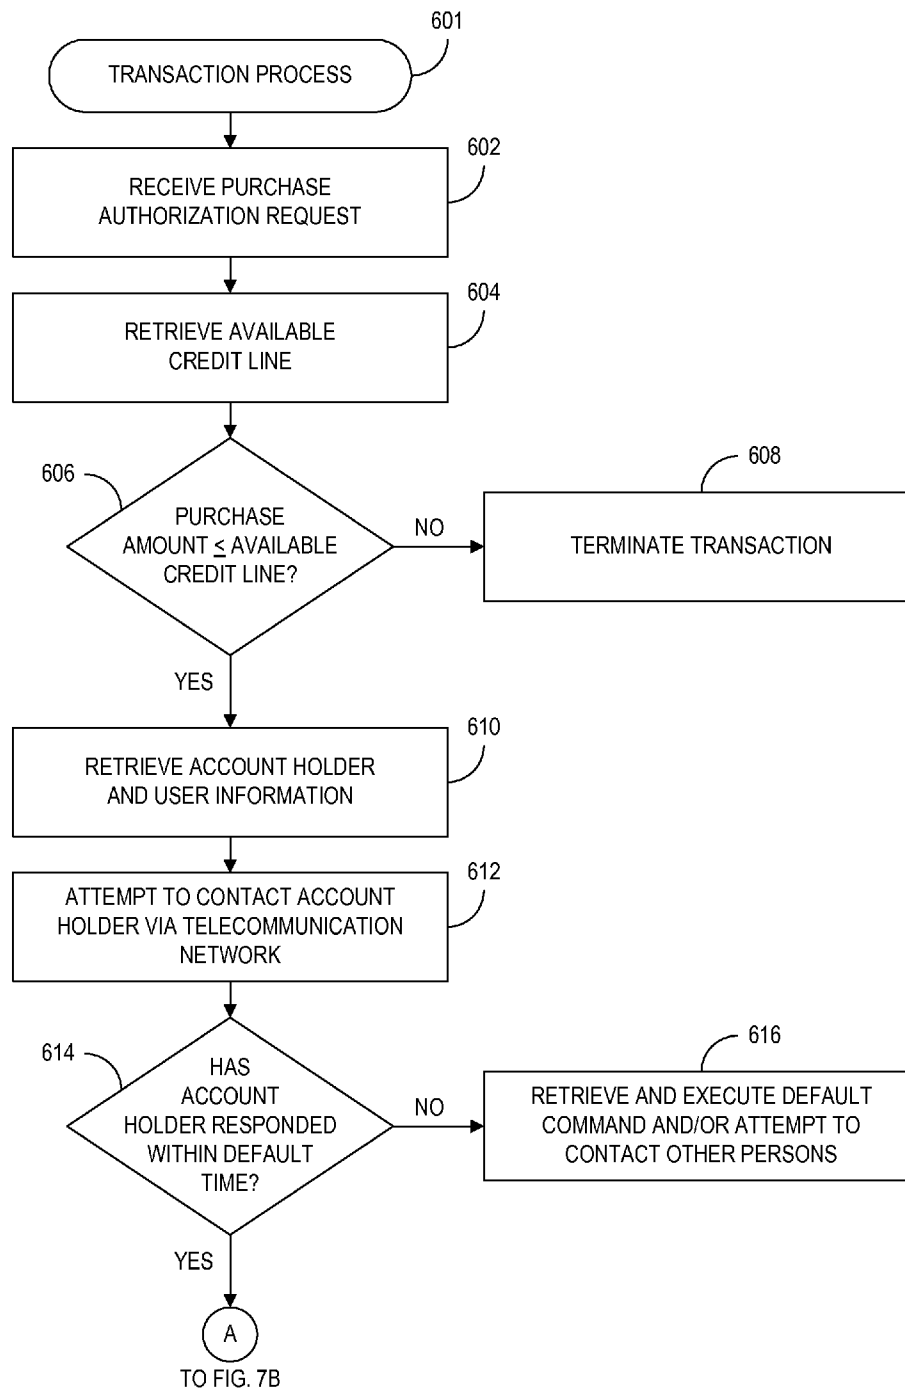 601
TRANSACTION PROCESS
602
RECEIVE PURCHASE
AUTHORIZATION REQUEST
604
RETRIEVE AVAILABLE
CREDIT LINE
606
PURCHASE
AMOUNT ≤ AVAILABLE
CREDIT LINE?
NO
608
TERMINATE TRANSACTION
YES
610
RETRIEVE ACCOUNT HOLDER
AND USER INFORMATION
612
ATTEMPT TO CONTACT ACCOUNT
HOLDER VIA TELECOMMUNICATION
NETWORK
614
HAS
ACCOUNT
HOLDER RESPONDED
WITHIN DEFAULT
TIME?
NO
616
RETRIEVE AND EXECUTE DEFAULT
COMMAND AND/OR ATTEMPT TO
CONTACT OTHER PERSONS
YES
A
TO FIG. 7B